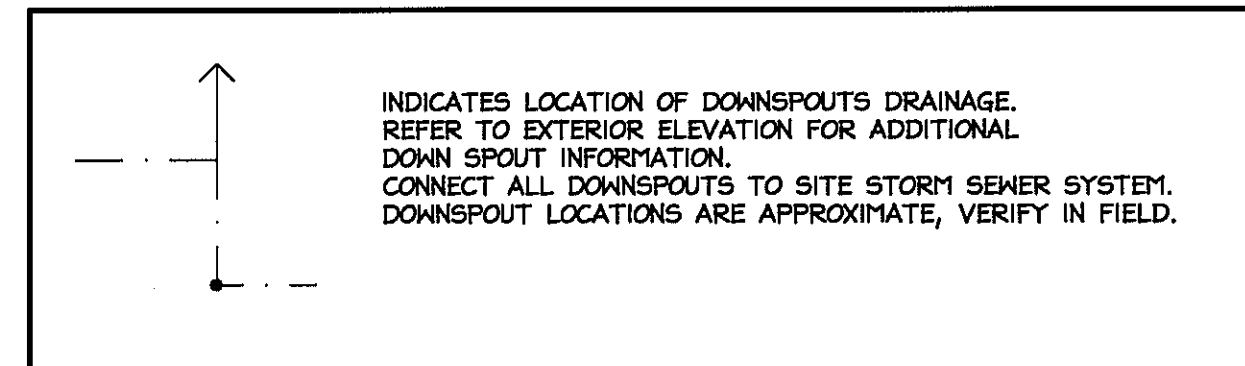 INDICATES LOCATION OF DOWNSPOUTS DRAINAGE.
REFER TO EXTERIOR ELEVATION FOR ADDITIONAL
DOWN SPOUT INFORMATION.
CONNECT ALL DOWNSPOUTS TO SITE STORM SEWER SYSTEM.
DOWNSPOUT LOCATIONS ARE APPROXIMATE, VERIFY IN FIELD.